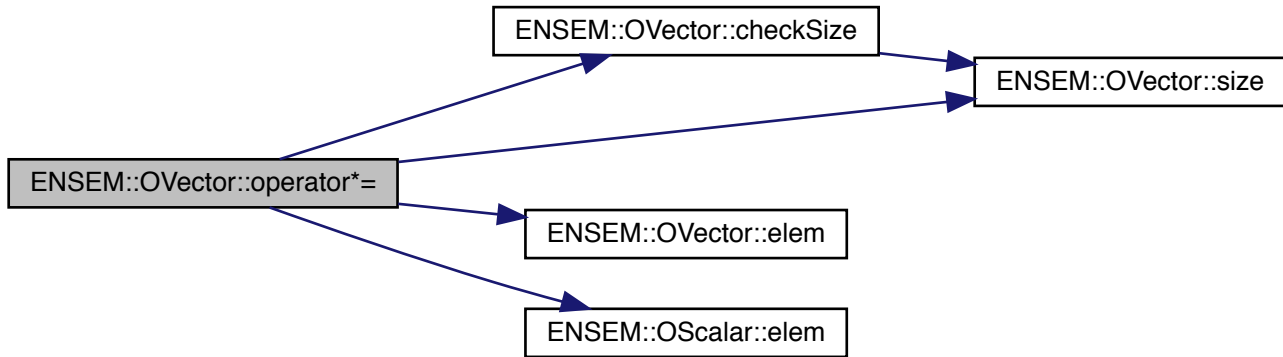 ENSEM::OVector::checkSize
ENSEM::OVector::size
ENSEM::OVector::operator*=
ENSEM::OVector::elem
ENSEM::OScalar::elem